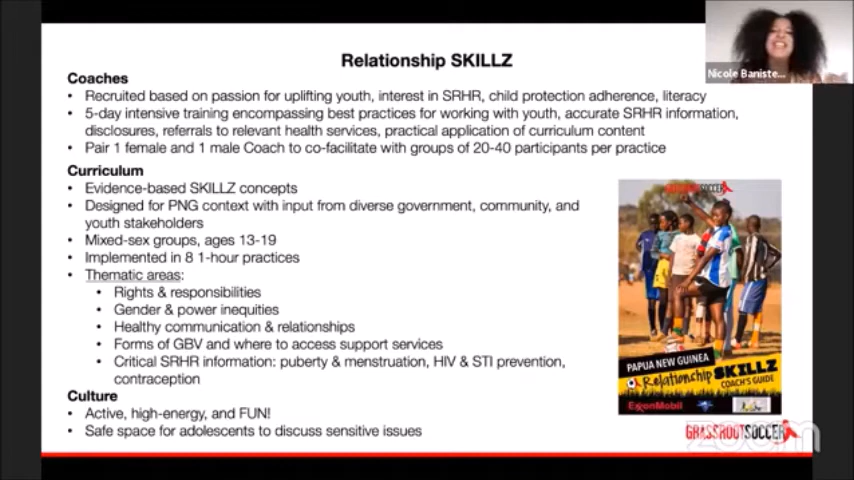 Relationship SKILLZ
Nicole Baniste...
Coaches
• Recruited based on passion for uplifting youth, interest in SRHR, child protection adherence, literacy
• 5-day intensive training encompassing best practices for working with youth, accurate SRHR information,
disclosures, referrals to relevant health services, practical application of curriculum content
• Pair 1 female and 1 male Coach to co-facilitate with groups of 20-40 participants per practice
Curriculum
• Evidence-based SKILLZ concepts
• Designed for PNG context with input from diverse government, community, and
youth stakeholders
• Mixed-sex groups, ages 13-19
• Implemented in 8 1-hour practices
• Thematic areas:
• Rights & responsibilities
• Gender & power inequities
• Healthy communication & relationships
• Forms of GBV and where to access support services
• Critical SRHR information: puberty & menstruation, HIV & STI prevention,
contraception
Culture
• Active, high-energy, and FUN!
• Safe space for adolescents to discuss sensitive issues
GRASSROOTSOCCER
PAPUA NEW GUINEA
Relationship SKILLZ
COACH'S GUIDE
ExxonMobil
GRASSROOTSOCCER
zoom